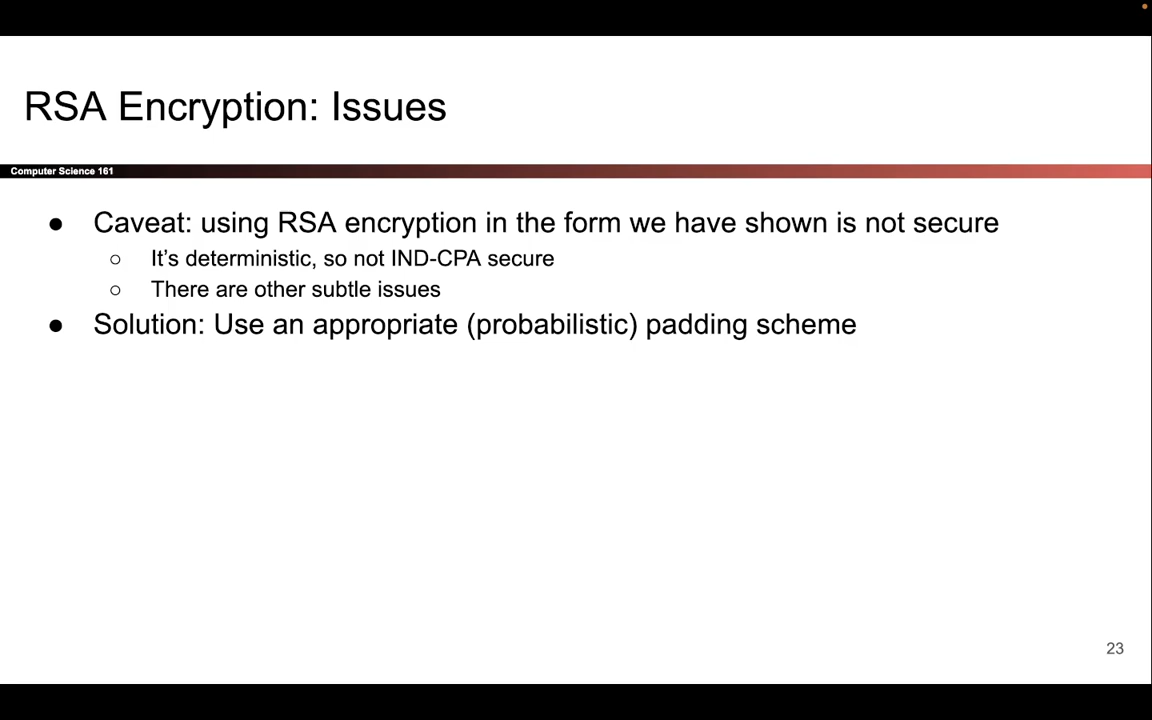 RSA Encryption: Issues
Computer Science 161
● Caveat: using RSA encryption in the form we have shown is not secure
○ It’s deterministic, so not IND-CPA secure
○ There are other subtle issues
● Solution: Use an appropriate (probabilistic) padding scheme
23